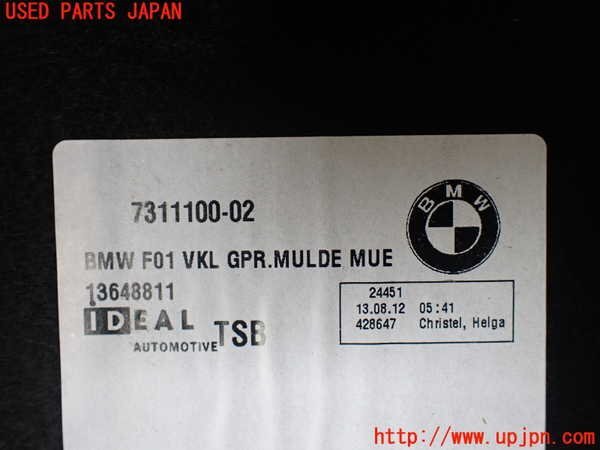 USED PARTS JAPAN
7311100-02
BMW
BMW F01 VKL GPR.MULDE MUE
13648811
IDEAL
AUTOMOTIVE
TSB
24451
13.08.12 05:41
428647 Christel, Helga
http://www.upjpn.com/